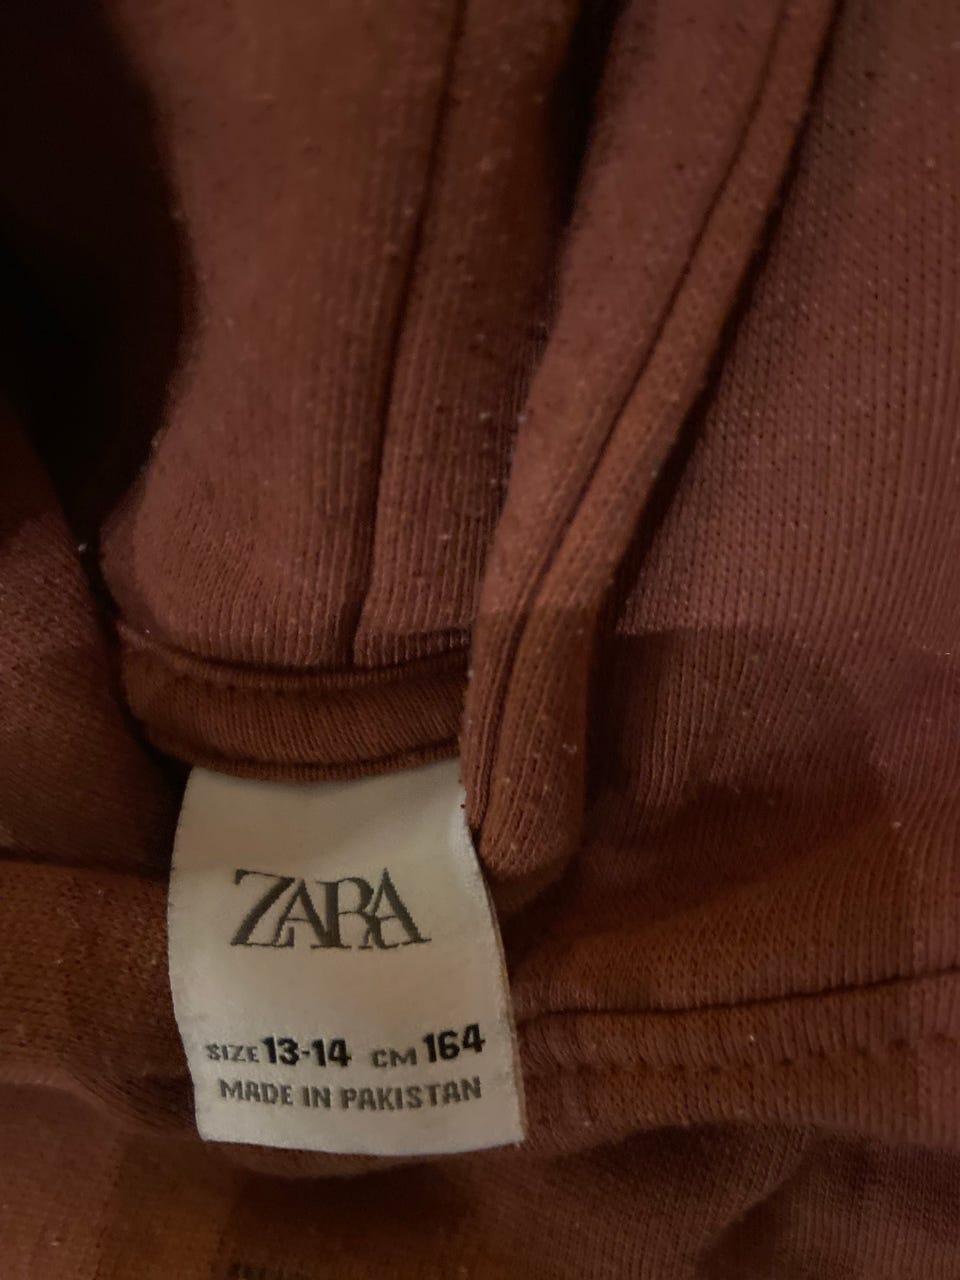 ZARA
SIZE 13-14 CM 164
MADE IN PAKISTAN